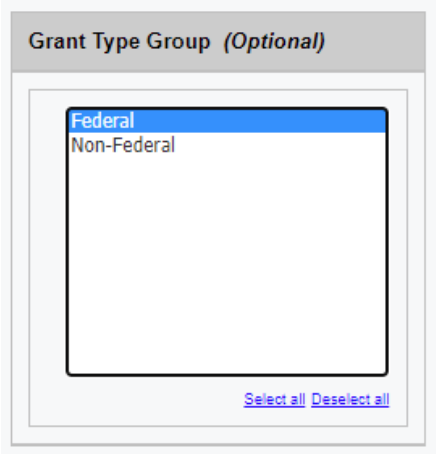 Grant Type Group (Optional)
Federal
Non-Federal
Select all Deselect all